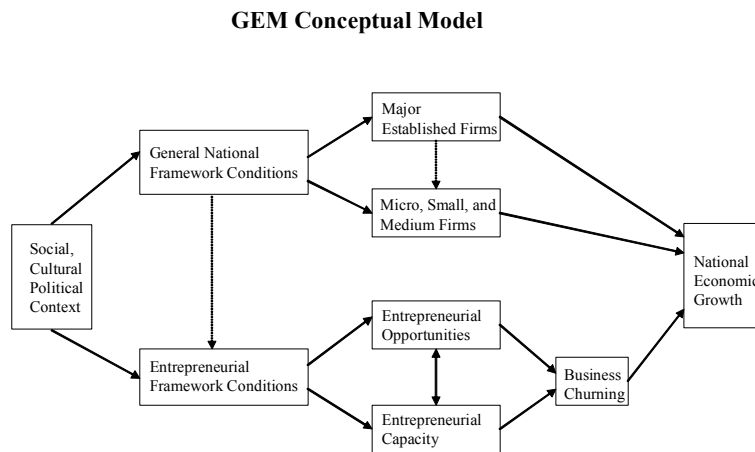 GEM Conceptual Model
Major
Established Firms
General National
Framework Conditions
Micro, Small, and
Medium Firms
Social,
Cultural
Political
Context
National
Economic
Growth
Entrepreneurial
Opportunities
Entrepreneurial
Framework Conditions
Business
Churning
Entrepreneurial
Capacity